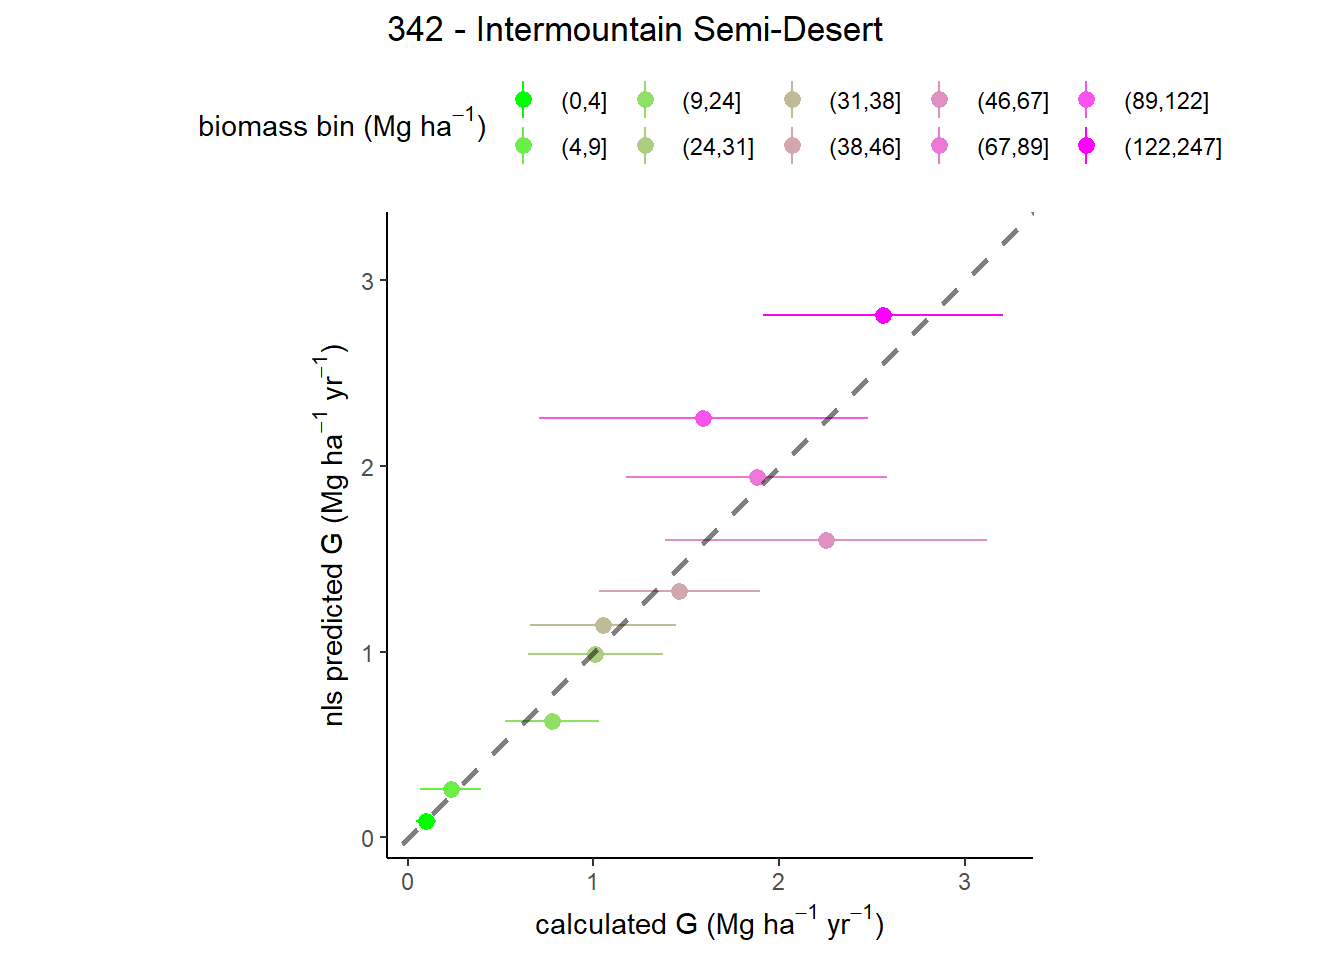 342 - Intermountain Semi-Desert
biomass bin (Mg ha⁻¹)
(0,4] (9,24] (31,38] (46,67] (89,122]
(4,9] (24,31] (38,46] (67,89] (122,247]
nls predicted G (Mg ha⁻¹ yr⁻¹)
3
2
1
0
0 1 2 3
calculated G (Mg ha⁻¹ yr⁻¹)